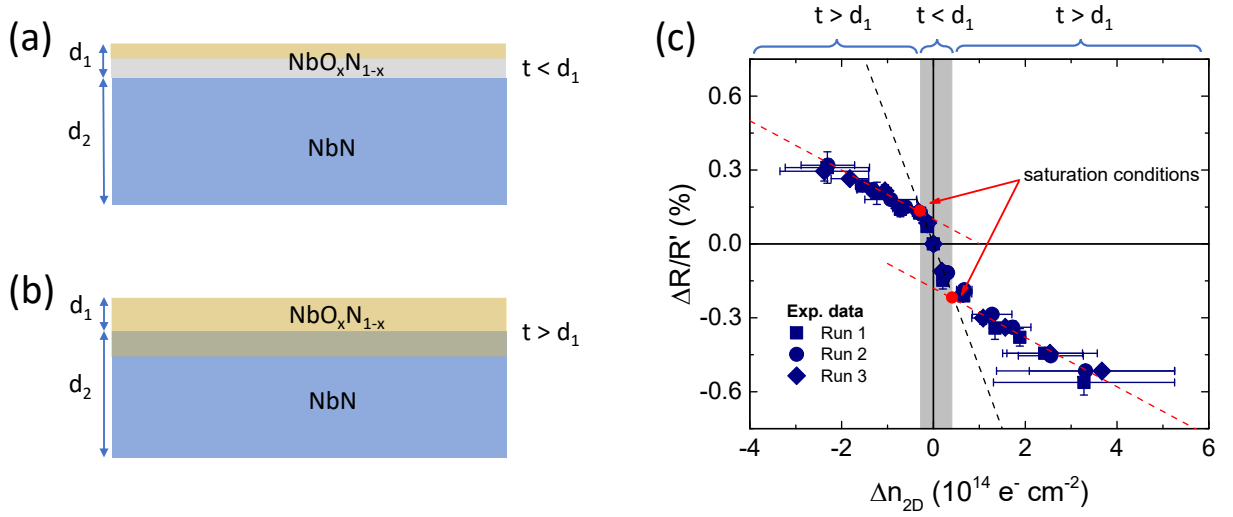 (a)
d₁
NbOₓN₁₋ₓ
t < d₁
d₂
NbN
(b)
d₁
NbOₓN₁₋ₓ
t > d₁
d₂
NbN
(c)
t > d₁ t < d₁ t > d₁
0.6
0.3
0.0
-0.3
-0.6
ΔR/R' (%)
saturation conditions
Exp. data
Run 1
Run 2
Run 3
-4 -2 0 2 4 6
Δn₂D (10¹⁴ e⁻ cm⁻²)